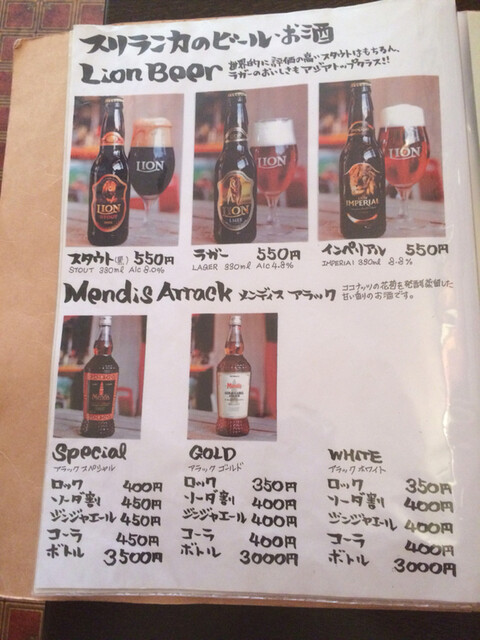 スリランカのビール・お酒
Lion Beer 世界的に評価の高いスタウトはもちろん、
ラガーのおいしさもアジアトップクラス!!
LION LION LION
STOUT LAGER IMPERIAL
スタウト(黒) 550円 ラガー 550円 インペリアル 550円
STOUT 330ml Alc 8.0% LAGER 330ml Alc 4.8% IMPERIAL 330ml 8.8%
Mendis Arrack メンディス アラック ココナッツの花蜜を発酵蒸留した
甘い香りのお酒です。
Mendis Mendis
Special GOLD WHITE
アラック スペシャル アラック ゴールド アラック ホワイト
ロック 400円 ロック 350円 ロック 350円
ソーダ割 450円 ソーダ割 400円 ソーダ割 400円
ジンジャエール 450円 ジンジャエール 400円 ジンジャエール 400円
コーラ 450円 コーラ 400円 コーラ 400円
ボトル 3500円 ボトル 3000円 ボトル 3000円